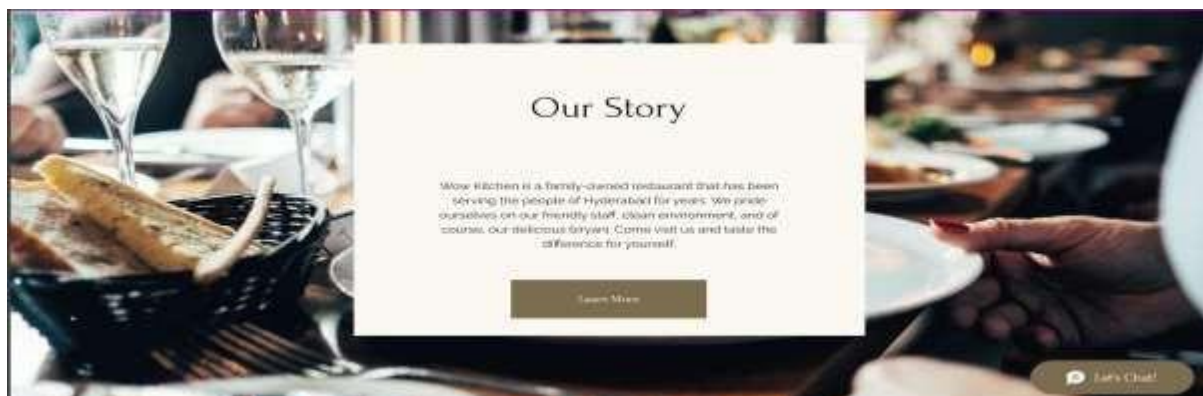 Our Story
Wow Kitchen is a family-owned restaurant that has been
serving the people of Hyderabad for years. We pride
ourselves on our friendly staff, clean environment, and of
course, our delicious biryani. Come visit us and taste the
difference for yourself.
Learn More
Let's Chat!